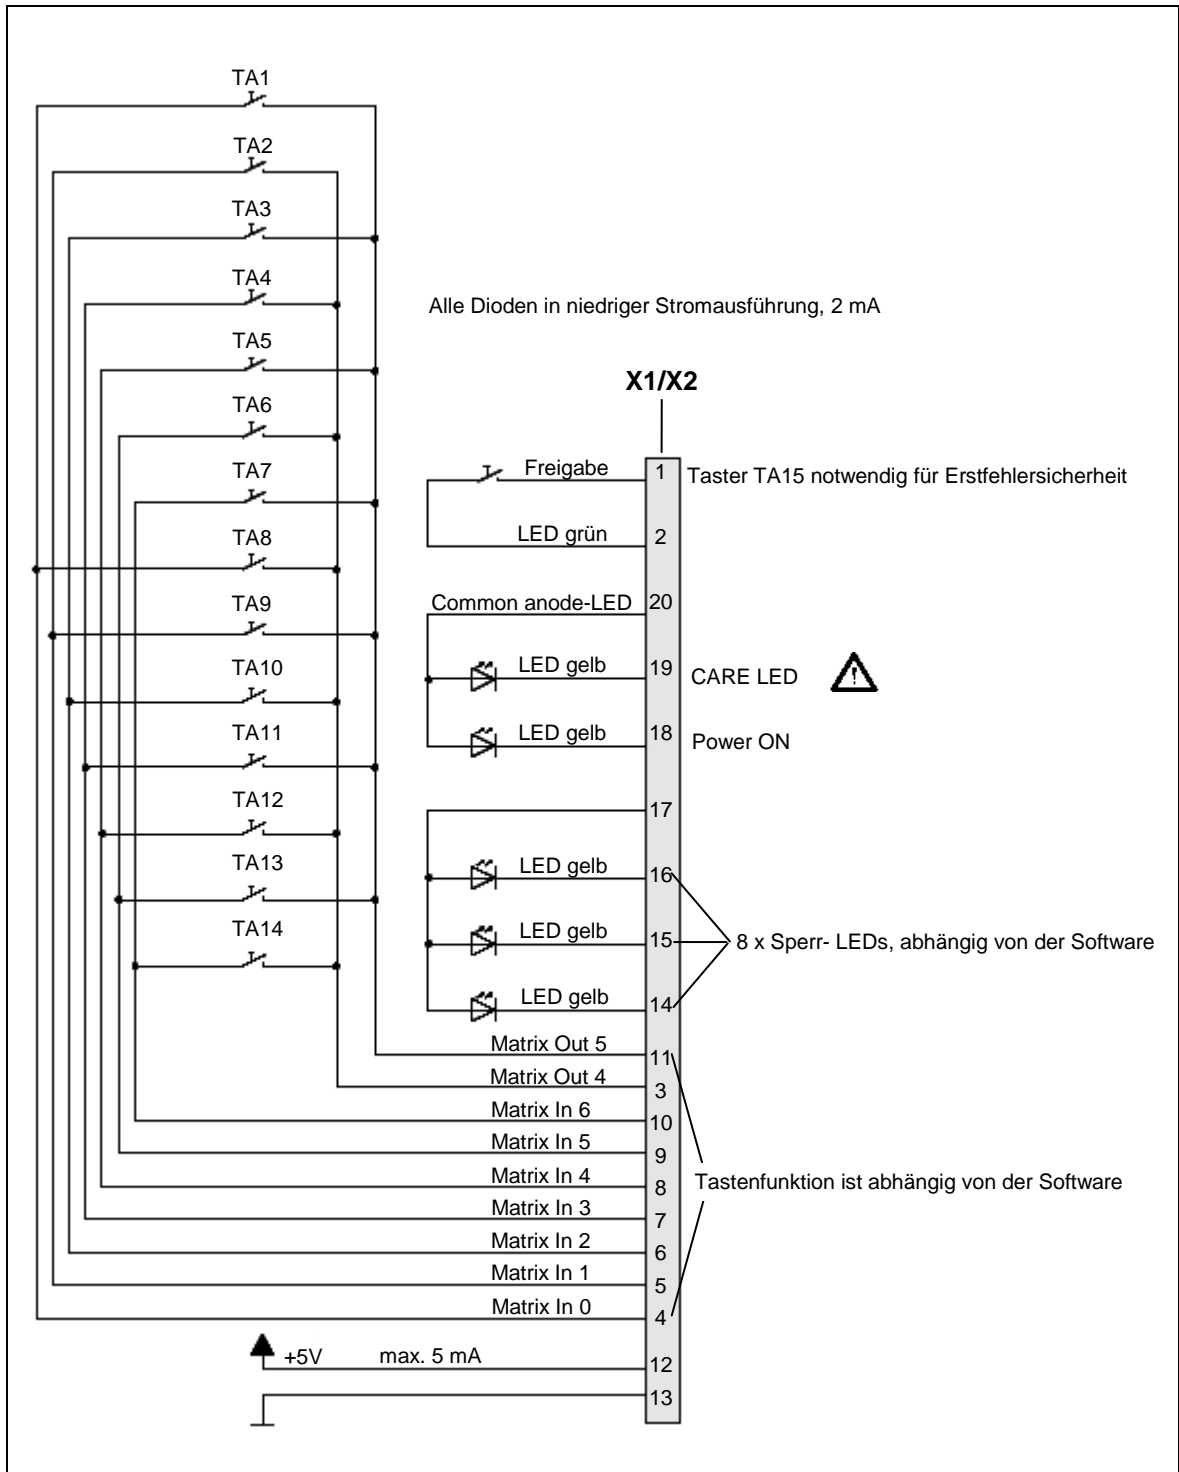 TA1
TA2
TA3
TA4
Alle Dioden in niedriger Stromausführung, 2 mA
TA5
X1/X2
TA6
TA7
Freigabe
1
Taster TA15 notwendig für Erstfehlersicherheit
TA8
LED grün
2
TA9
Common anode-LED
20
TA10
LED gelb
19
CARE LED
!
TA11
LED gelb
18
Power ON
TA12
17
TA13
LED gelb
16
TA14
LED gelb
15
8 x Sperr- LEDs, abhängig von der Software
LED gelb
14
Matrix Out 5
11
Matrix Out 4
3
Matrix In 6
10
Matrix In 5
9
Matrix In 4
8
Tastenfunktion ist abhängig von der Software
Matrix In 3
7
Matrix In 2
6
Matrix In 1
5
Matrix In 0
4
+5V
max. 5 mA
12
13